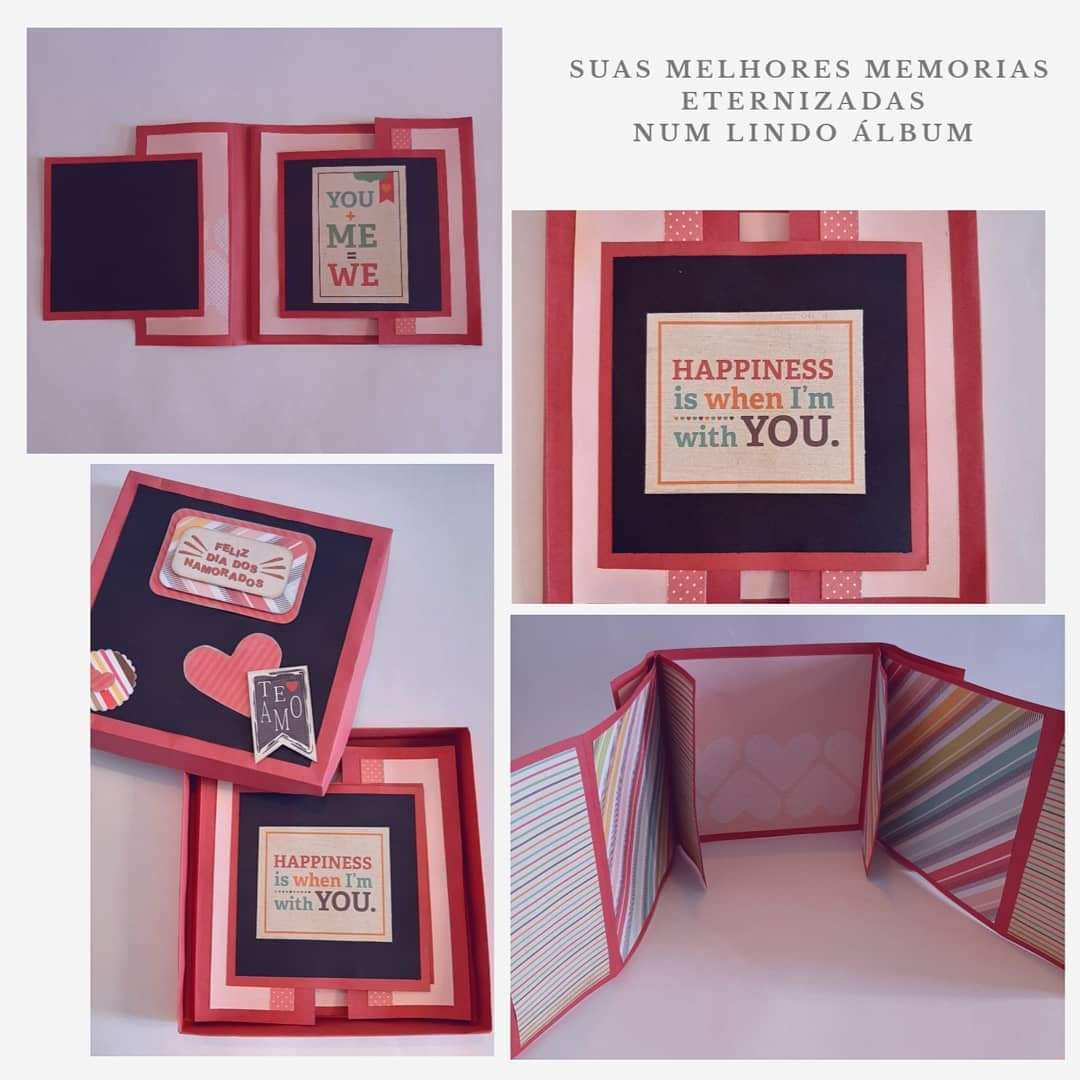 SUAS MELHORES MEMORIAS
ETERNIZADAS
NUM LINDO ÁLBUM
YOU
+
ME
=
WE
HAPPINESS
is when I'm
with YOU.
FELIZ
DIA DOS
NAMORADOS
TE
AMO
HAPPINESS
is when I'm
with YOU.